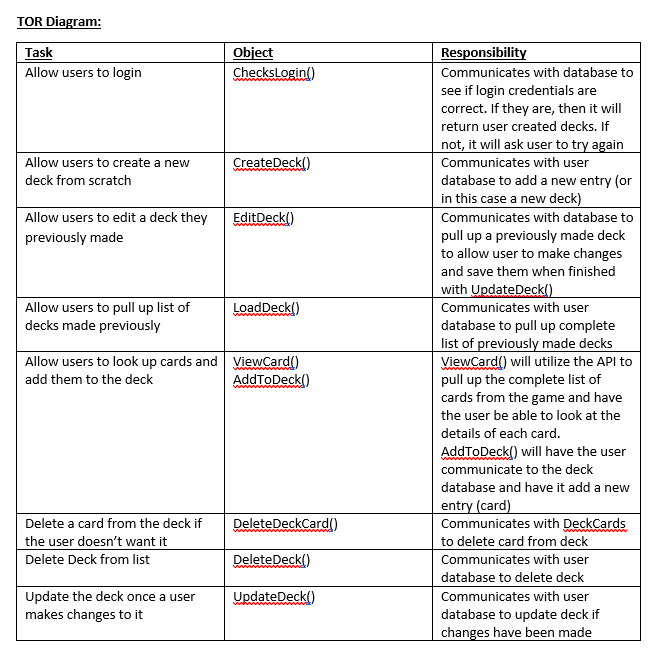 TOR Diagram:
Task
Object
Responsibility
Allow users to login
ChecksLogin()
Communicates with database to
see if login credentials are
correct. If they are, then it will
return user created decks. If
not, it will ask user to try again
Allow users to create a new
deck from scratch
CreateDeck()
Communicates with user
database to add a new entry (or
in this case a new deck)
Allow users to edit a deck they
previously made
EditDeck()
Communicates with database to
pull up a previously made deck
to allow user to make changes
and save them when finished
with UpdateDeck()
Allow users to pull up list of
decks made previously
LoadDeck()
Communicates with user
database to pull up complete
list of previously made decks
Allow users to look up cards and
add them to the deck
ViewCard()
AddToDeck()
ViewCard() will utilize the API to
pull up the complete list of
cards from the game and have
the user be able to look at the
details of each card.
AddToDeck() will have the user
communicate to the deck
database and have it add a new
entry (card)
Delete a card from the deck if
the user doesn't want it
DeleteDeckCard()
Communicates with DeckCards
to delete card from deck
Delete Deck from list
DeleteDeck()
Communicates with user
database to delete deck
Update the deck once a user
makes changes to it
UpdateDeck()
Communicates with user
database to update deck if
changes have been made